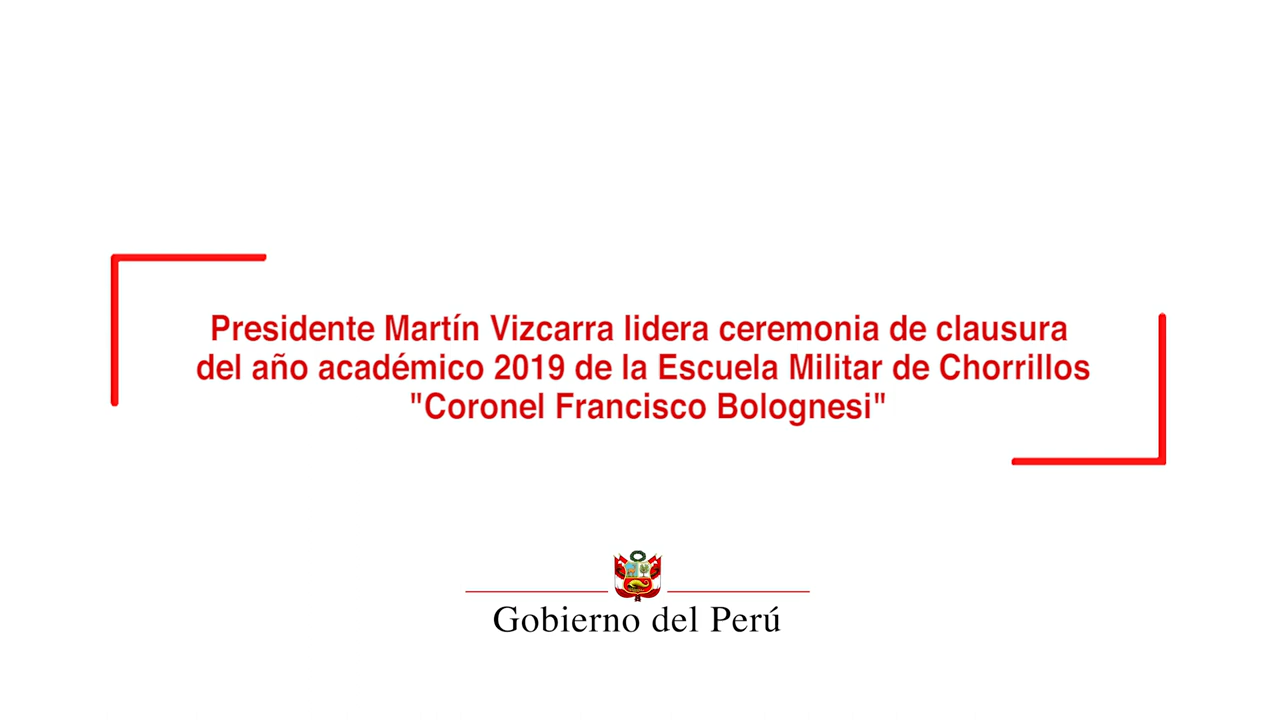 Presidente Martín Vizcarra lidera ceremonia de clausura
del año académico 2019 de la Escuela Militar de Chorrillos
"Coronel Francisco Bolognesi"
Gobierno del Perú